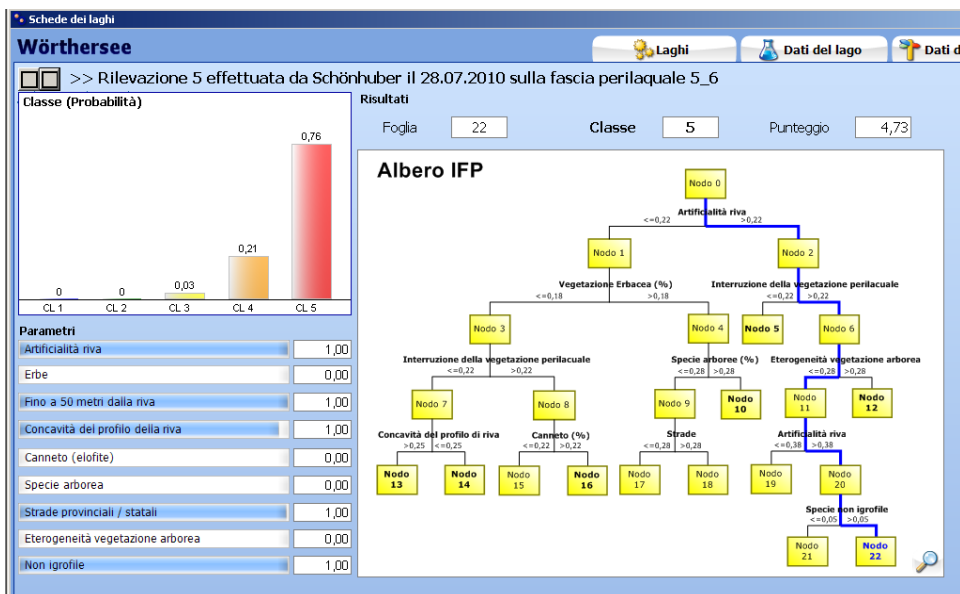 Schede dei laghi
Wörthersee
Laghi
Dati del lago
Dati d
>> Rilevazione 5 effettuata da Schönhuber il 28.07.2010 sulla fascia perilaquale 5_6
Classe (Probabilità)
0,76
0,21
0,03
0
0
CL 1 CL 2 CL 3 CL 4 CL 5
Parametri
Artificialità riva 1,00
Erbe 0,00
Fino a 50 metri dalla riva 1,00
Concavità del profilo della riva 1,00
Canneto (elofite) 0,00
Specie arborea 0,00
Strade provinciali / statali 1,00
Eterogeneità vegetazione arborea 0,00
Non igrofile 1,00
Risultati
Foglia 22 Classe 5 Punteggio 4,73
Albero IFP
Nodo 0
Artificialità riva
<=0,22 >0,22
Nodo 1 Nodo 2
Vegetazione Erbacea (%) Interruzione della vegetazione perilacuale
<=0,18 >0,18 <=0,22 >0,22
Nodo 3 Nodo 4 Nodo 5 Nodo 6
Interruzione della vegetazione perilacuale Specie arboree (%) Eterogeneità vegetazione arborea
<=0,22 >0,22 <=0,28 >0,28 <=0,28 >0,28
Nodo 7 Nodo 8 Nodo 9 Nodo 10 Nodo 11 Nodo 12
Concavità del profilo di riva Canneto (%) Strade Artificialità riva
>0,25 <=0,25 <=0,22 >0,22 <=0,28 >0,28 <=0,38 >0,38
Nodo 13 Nodo 14 Nodo 15 Nodo 16 Nodo 17 Nodo 18 Nodo 19 Nodo 20
Specie non igrofile
<=0,05 >0,05
Nodo 21 Nodo 22